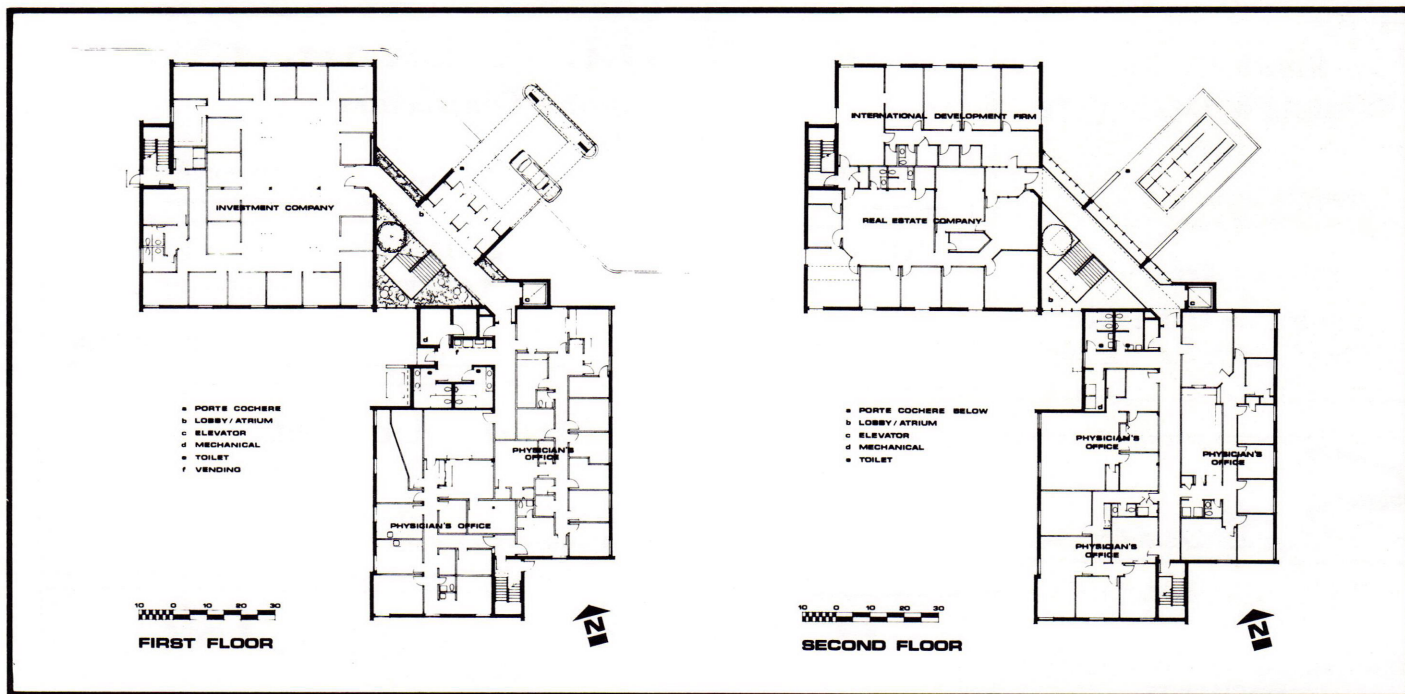 INVESTMENT COMPANY
b
c
d
f
a PORTE COCHERE
b LOBBY/ATRIUM
c ELEVATOR
d MECHANICAL
e TOILET
f VENDING
PHYSICIAN'S
OFFICE
PHYSICIAN'S OFFICE
10 0 10 20 30
FIRST FLOOR
N
INTERNATIONAL DEVELOPMENT FIRM
REAL ESTATE COMPANY
b
d
a PORTE COCHERE BELOW
b LOBBY/ATRIUM
c ELEVATOR
d MECHANICAL
e TOILET
PHYSICIAN'S
OFFICE
PHYSICIAN'S
OFFICE
PHYSICIAN'S
OFFICE
10 0 10 20 30
SECOND FLOOR
N